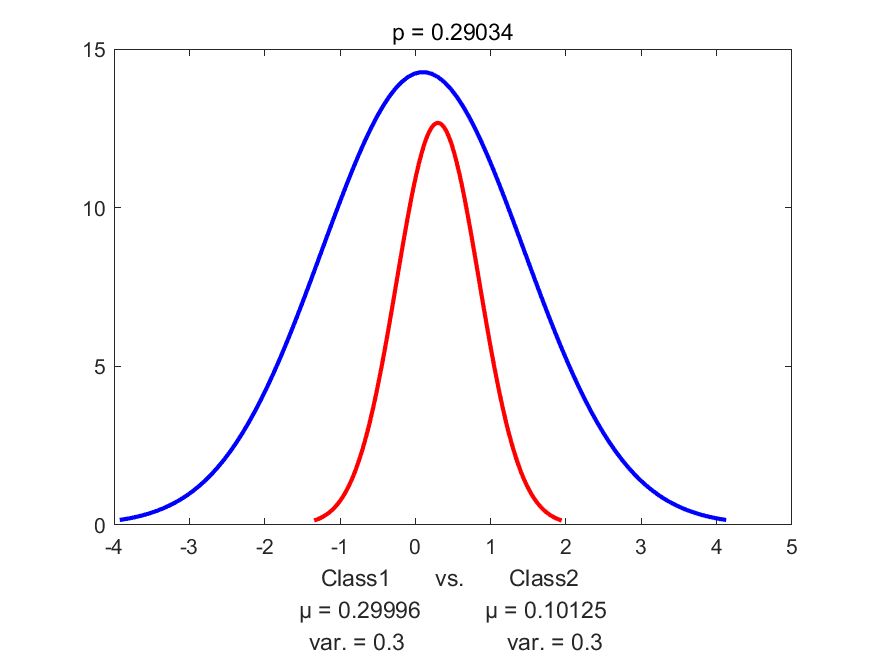 p = 0.29034
15
10
5
0
-4 -3 -2 -1 0 1 2 3 4 5
Class1 vs. Class2
μ = 0.29996 μ = 0.10125
var. = 0.3 var. = 0.3